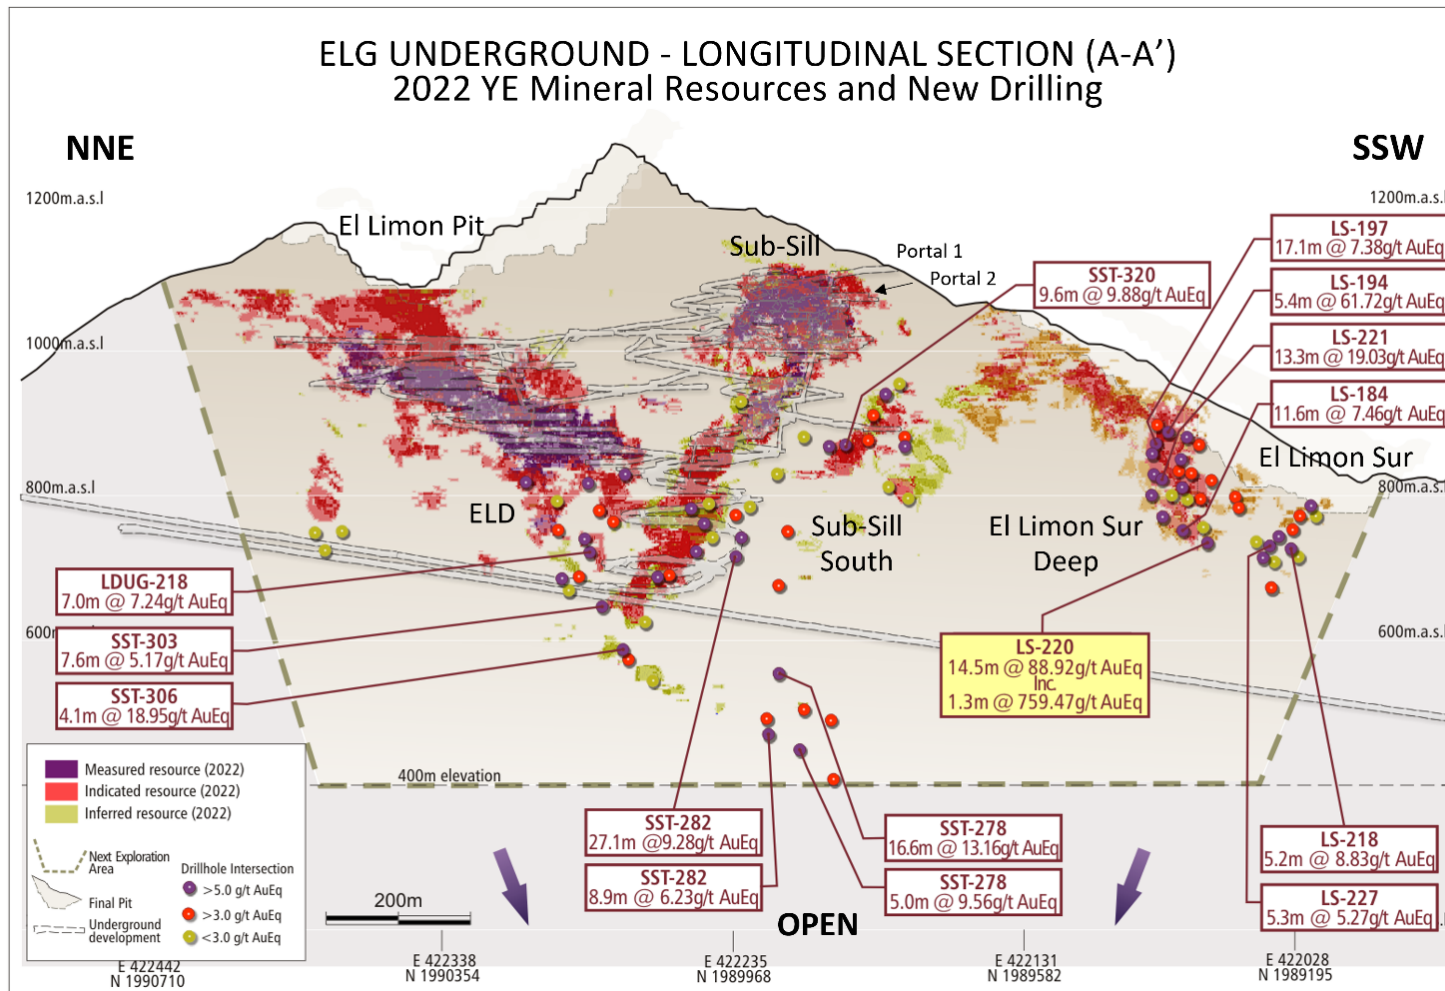 ELG UNDERGROUND - LONGITUDINAL SECTION (A-A’)
2022 YE Mineral Resources and New Drilling
NNE
SSW
1200m.a.s.l
1200m.a.s.l
El Limon Pit
Sub-Sill
Portal 1
Portal 2
SST-320
9.6m @ 9.88g/t AuEq
LS-197
17.1m @ 7.38g/t AuEq
LS-194
5.4m @ 61.72g/t AuEq
LS-221
13.3m @ 19.03g/t AuEq
LS-184
11.6m @ 7.46g/t AuEq
1000m.a.s.l
El Limon Sur
800m.a.s.l
800m.a.s.l
ELD
Sub-Sill
South
El Limon Sur
Deep
LDUG-218
7.0m @ 7.24g/t AuEq
SST-303
7.6m @ 5.17g/t AuEq
SST-306
4.1m @ 18.95g/t AuEq
600m
600m.a.s.l
LS-220
14.5m @ 88.92g/t AuEq
Inc.
1.3m @ 759.47g/t AuEq
400m elevation
Measured resource (2022)
Indicated resource (2022)
Inferred resource (2022)
Next Exploration
Area
Final Pit
Underground
development
Drillhole Intersection
>5.0 g/t AuEq
>3.0 g/t AuEq
<3.0 g/t AuEq
200m
SST-282
27.1m @9.28g/t AuEq
SST-282
8.9m @ 6.23g/t AuEq
SST-278
16.6m @ 13.16g/t AuEq
SST-278
5.0m @ 9.56g/t AuEq
LS-218
5.2m @ 8.83g/t AuEq
LS-227
5.3m @ 5.27g/t AuEq
OPEN
E 422442
N 1990710
E 422338
N 1990354
E 422235
N 1989968
E 422131
N 1989582
E 422028
N 1989195